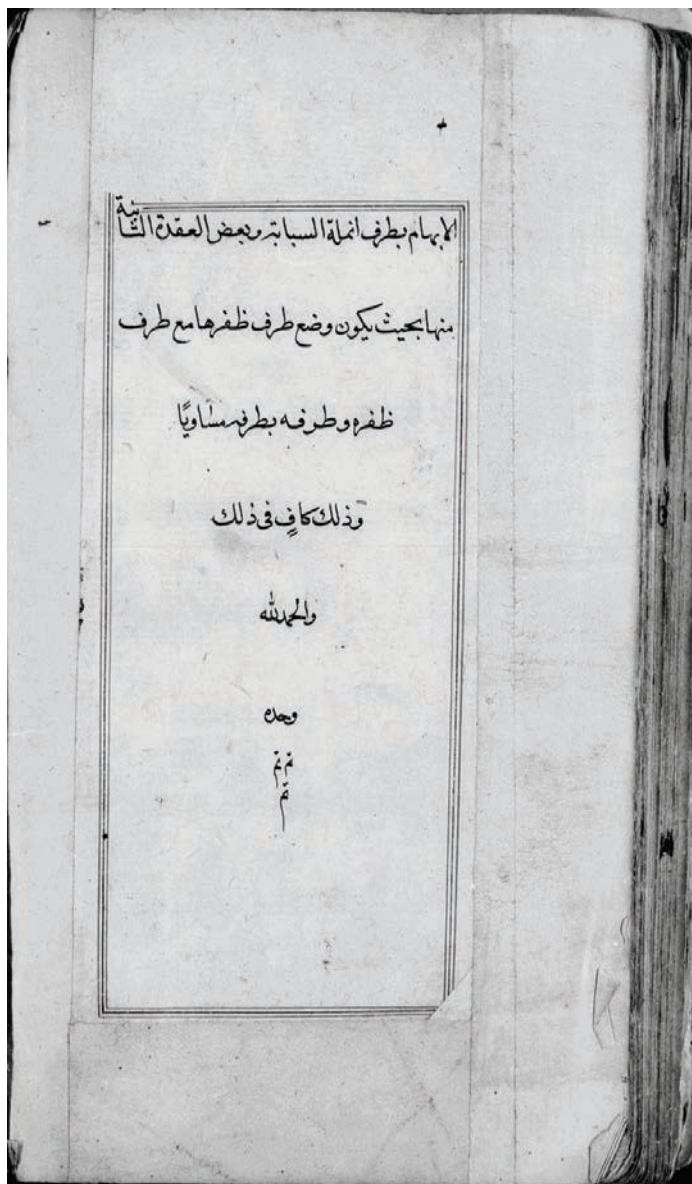 الابهام بطرف انملة السبابة وبعض العقدة الثانية
منها بحيث يكون وضع طرف ظفرها مع طرف
ظفره وطرفه بطرفه مساويًا
وذلك كافٍ فى ذلك
والحمد لله
وحده
تم تم
تم